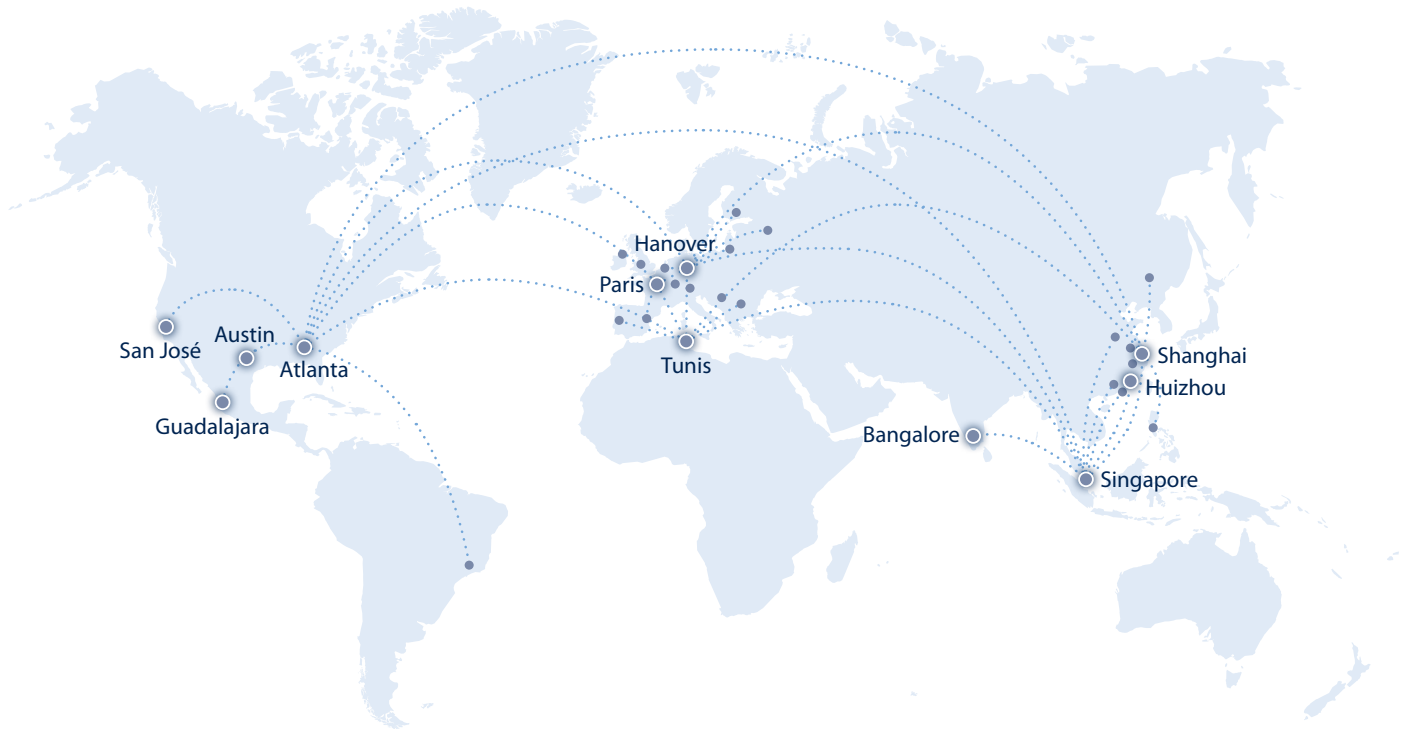 Hanover
Paris
Austin
San José
Atlanta
Tunis
Shanghai
Huizhou
Guadalajara
Bangalore
Singapore